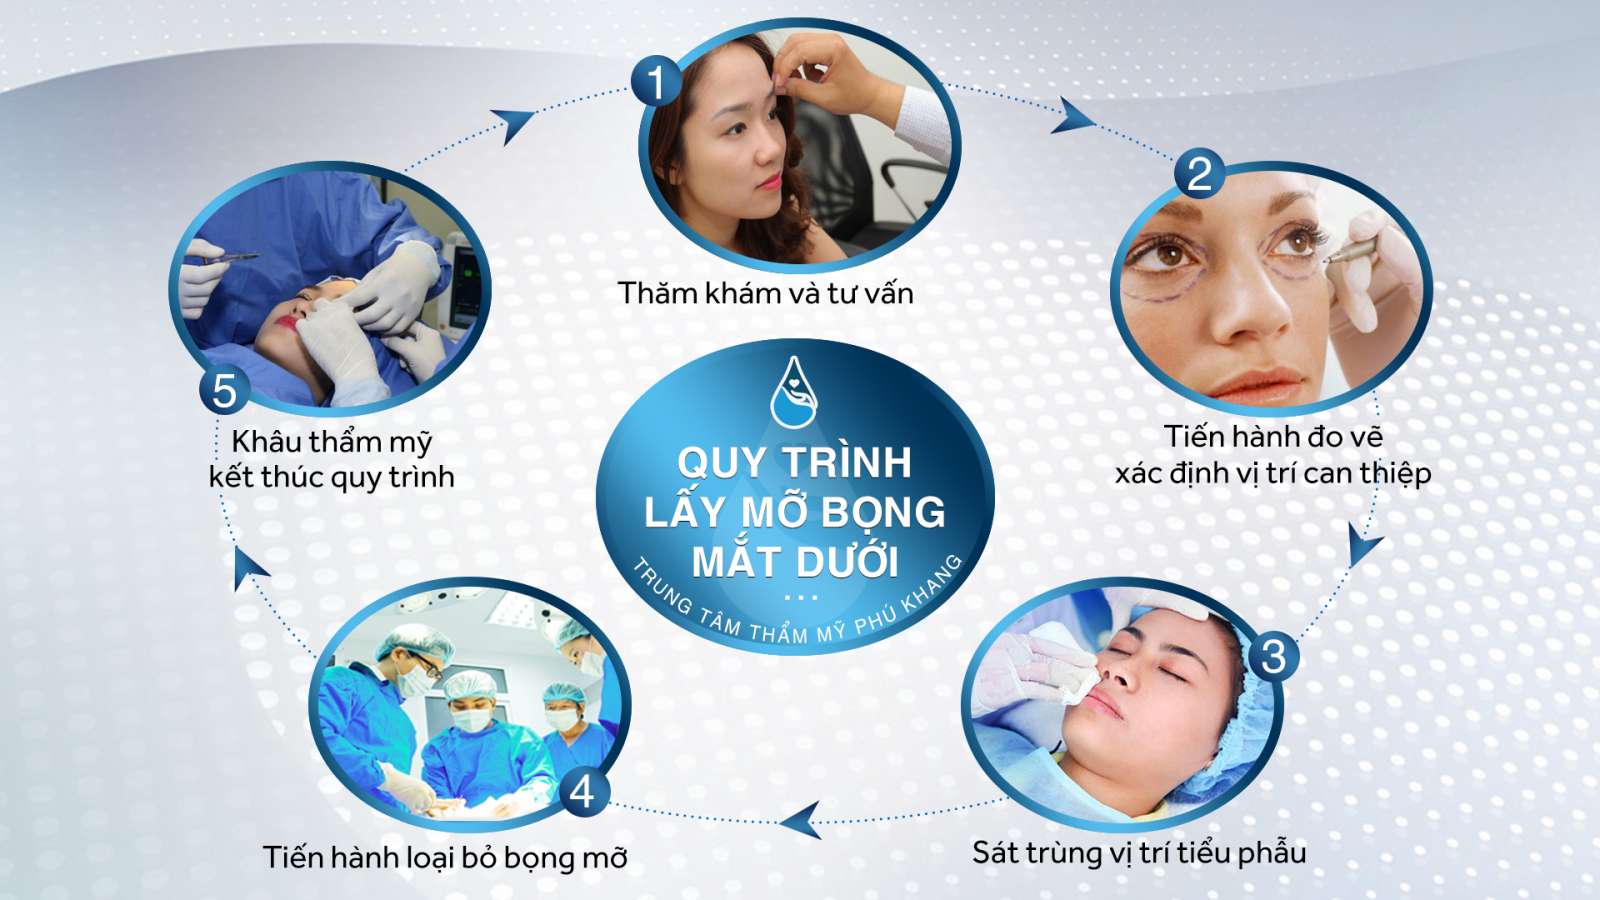 1
Thăm khám và tư vấn
2
Tiến hành đo vẽ
xác định vị trí can thiệp
3
Sát trùng vị trí tiểu phẫu
4
Tiến hành loại bỏ bọng mỡ
5
Khâu thẩm mỹ
kết thúc quy trình
QUY TRÌNH
LẤY MỠ BỌNG
MẮT DƯỚI
...
TRUNG TÂM THẨM MỸ PHÚ KHANG